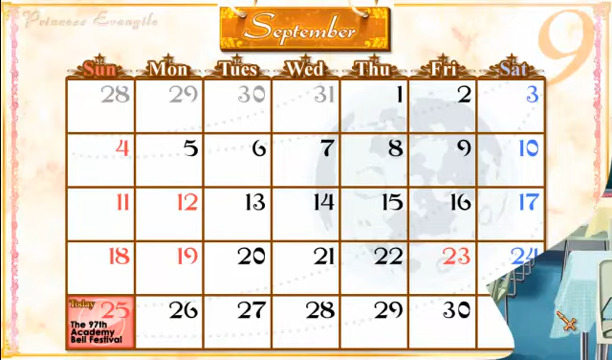 Princess Evangile
September
9
Sun Mon Tues Wed Thu Fri Sat
28 29 30 31 1 2 3
4 5 6 7 8 9 10
11 12 13 14 15 16 17
18 19 20 21 22 23 24
Today
25 26 27 28 29 30
The 97th
Academy
Bell Festival